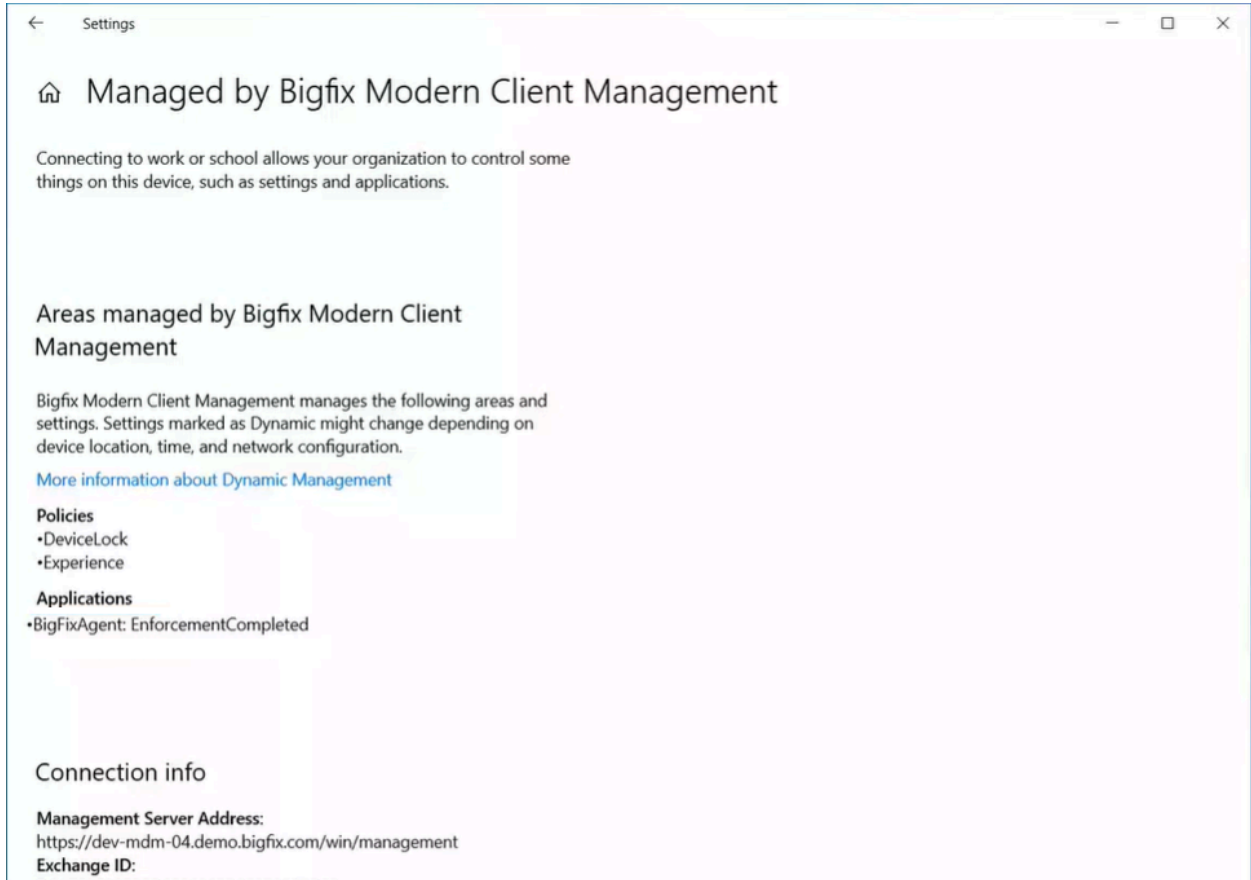 Settings
Managed by Bigfix Modern Client Management
Connecting to work or school allows your organization to control some
things on this device, such as settings and applications.
Areas managed by Bigfix Modern Client
Management
Bigfix Modern Client Management manages the following areas and
settings. Settings marked as Dynamic might change depending on
device location, time, and network configuration.
More information about Dynamic Management
Policies
•DeviceLock
•Experience
Applications
•BigFixAgent: EnforcementCompleted
Connection info
Management Server Address:
https://dev-mdm-04.demo.bigfix.com/win/management
Exchange ID: